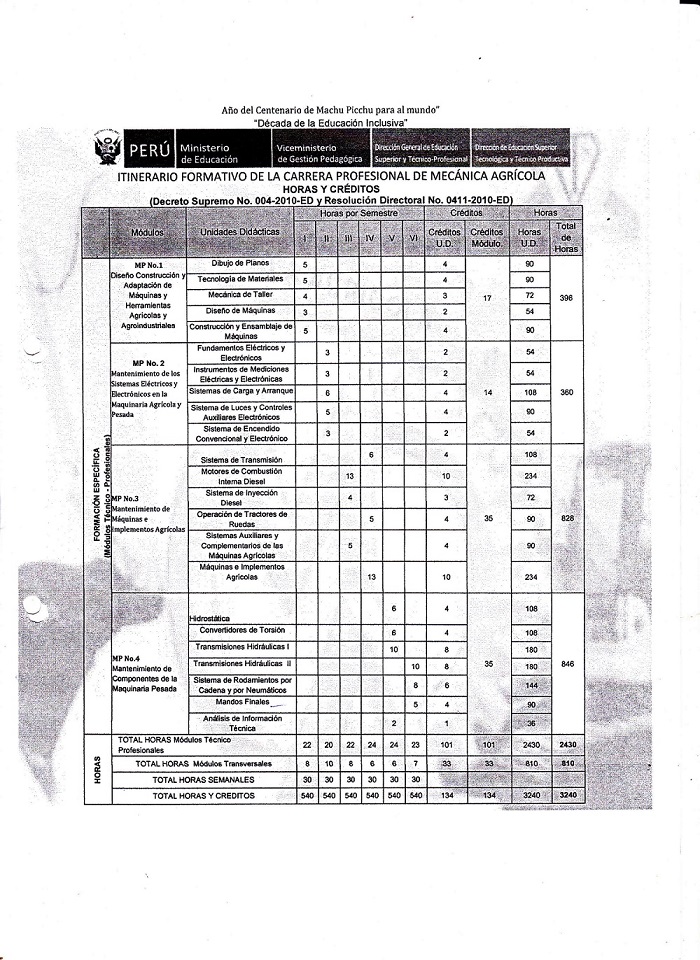 Año del Centenario de Machu Picchu para al mundo"
"Década de la Educación Inclusiva"
PERÚ Ministerio de Educación Viceministerio de Gestión Pedagógica Dirección General de Educación Superior y Técnico-Profesional Dirección de Educación Superior Tecnológica y Técnico Productiva
ITINERARIO FORMATIVO DE LA CARRERA PROFESIONAL DE MECÁNICA AGRÍCOLA
HORAS Y CRÉDITOS
(Decreto Supremo No. 004-2010-ED y Resolución Directoral No. 0411-2010-ED)
Módulos Unidades Didácticas Horas por Semestre Créditos Horas
I II III IV V VI Créditos U.D. Créditos Módulo. Horas U.D. Total de Horas
FORMACIÓN ESPECÍFICA
(Módulos Técnico - Profesionales)
MP No.1
Diseño Construcción y
Adaptación de
Máquinas y
Herramientas
Agrícolas y
Agroindustriales
Dibujo de Planos 5 4 90
Tecnología de Materiales 5 4 90
Mecánica de Taller 4 3 72
Diseño de Máquinas 3 2 54
Construcción y Ensamblaje de Máquinas 5 4 90
17 396
MP No. 2
Mantenimiento de los
Sistemas Eléctricos y
Electrónicos en la
Maquinaria Agrícola y
Pesada
Fundamentos Eléctricos y Electrónicos 3 2 54
Instrumentos de Mediciones Eléctricas y Electrónicas 3 2 54
Sistemas de Carga y Arranque 6 4 108
Sistema de Luces y Controles Auxiliares Electrónicos 5 4 90
Sistema de Encendido Convencional y Electrónico 3 2 54
14 360
MP No.3
Mantenimiento de
Máquinas e
Implementos Agrícolas
Sistema de Transmisión 6 4 108
Motores de Combustión Interna Diesel 13 10 234
Sistema de Inyección Diesel 4 3 72
Operación de Tractores de Ruedas 5 4 90
Sistemas Auxiliares y Complementarios de las Máquinas Agrícolas 5 4 90
Máquinas e Implementos Agrícolas 13 10 234
35 828
MP No.4
Mantenimiento de
Componentes de la
Maquinaria Pesada
Hidrostática 6 4 108
Convertidores de Torsión 6 4 108
Transmisiones Hidráulicas I 10 8 180
Transmisiones Hidráulicas II 10 8 180
Sistema de Rodamientos por Cadena y por Neumáticos 8 6 144
Mandos Finales 5 4 90
Análisis de Información Técnica 2 1 36
35 846
HORAS
TOTAL HORAS Módulos Técnico Profesionales 22 20 22 24 24 23 101 101 2430 2430
TOTAL HORAS Módulos Transversales 8 10 8 6 6 7 33 33 810 810
TOTAL HORAS SEMANALES 30 30 30 30 30 30
TOTAL HORAS Y CREDITOS 540 540 540 540 540 540 134 134 3240 3240